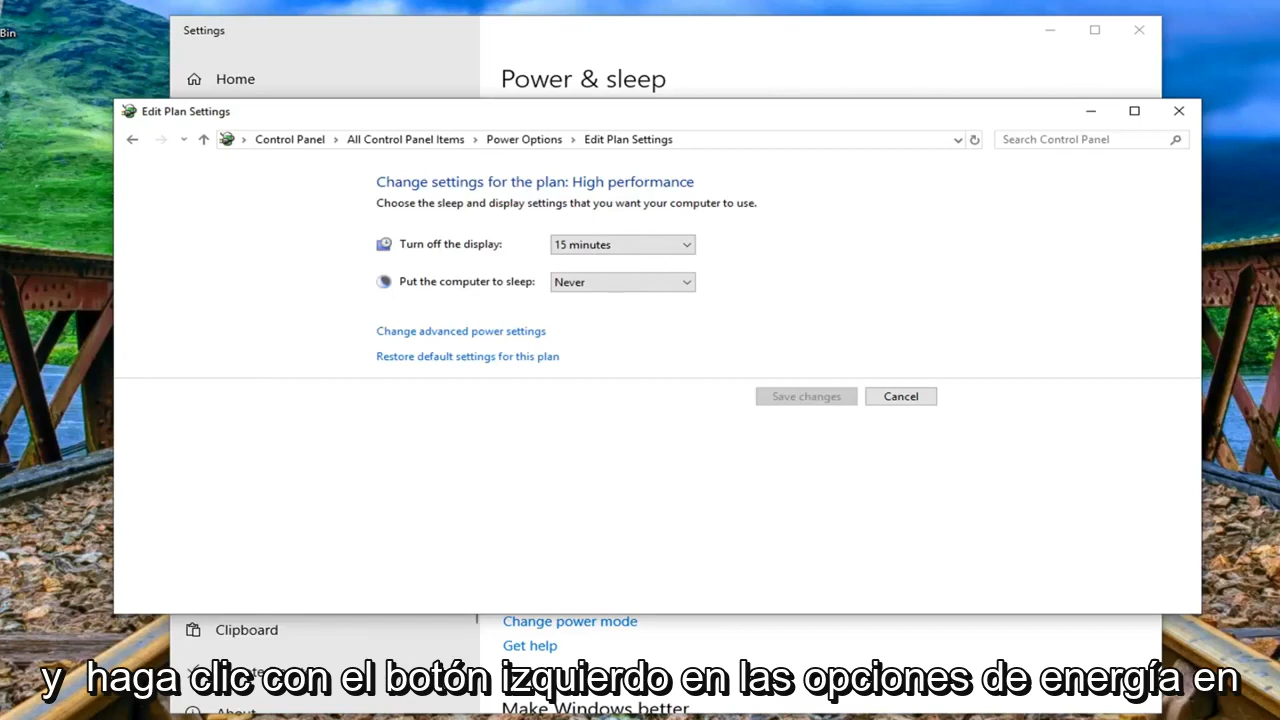 Bin
Settings
Home
Power & sleep
Edit Plan Settings
Control Panel > All Control Panel Items > Power Options > Edit Plan Settings
Search Control Panel
Change settings for the plan: High performance
Choose the sleep and display settings that you want your computer to use.
Turn off the display: 15 minutes
Put the computer to sleep: Never
Change advanced power settings
Restore default settings for this plan
Save changes Cancel
Change power mode
Clipboard
Get help
y haga clic con el botón izquierdo en las opciones de energía en
About
Make Windows better